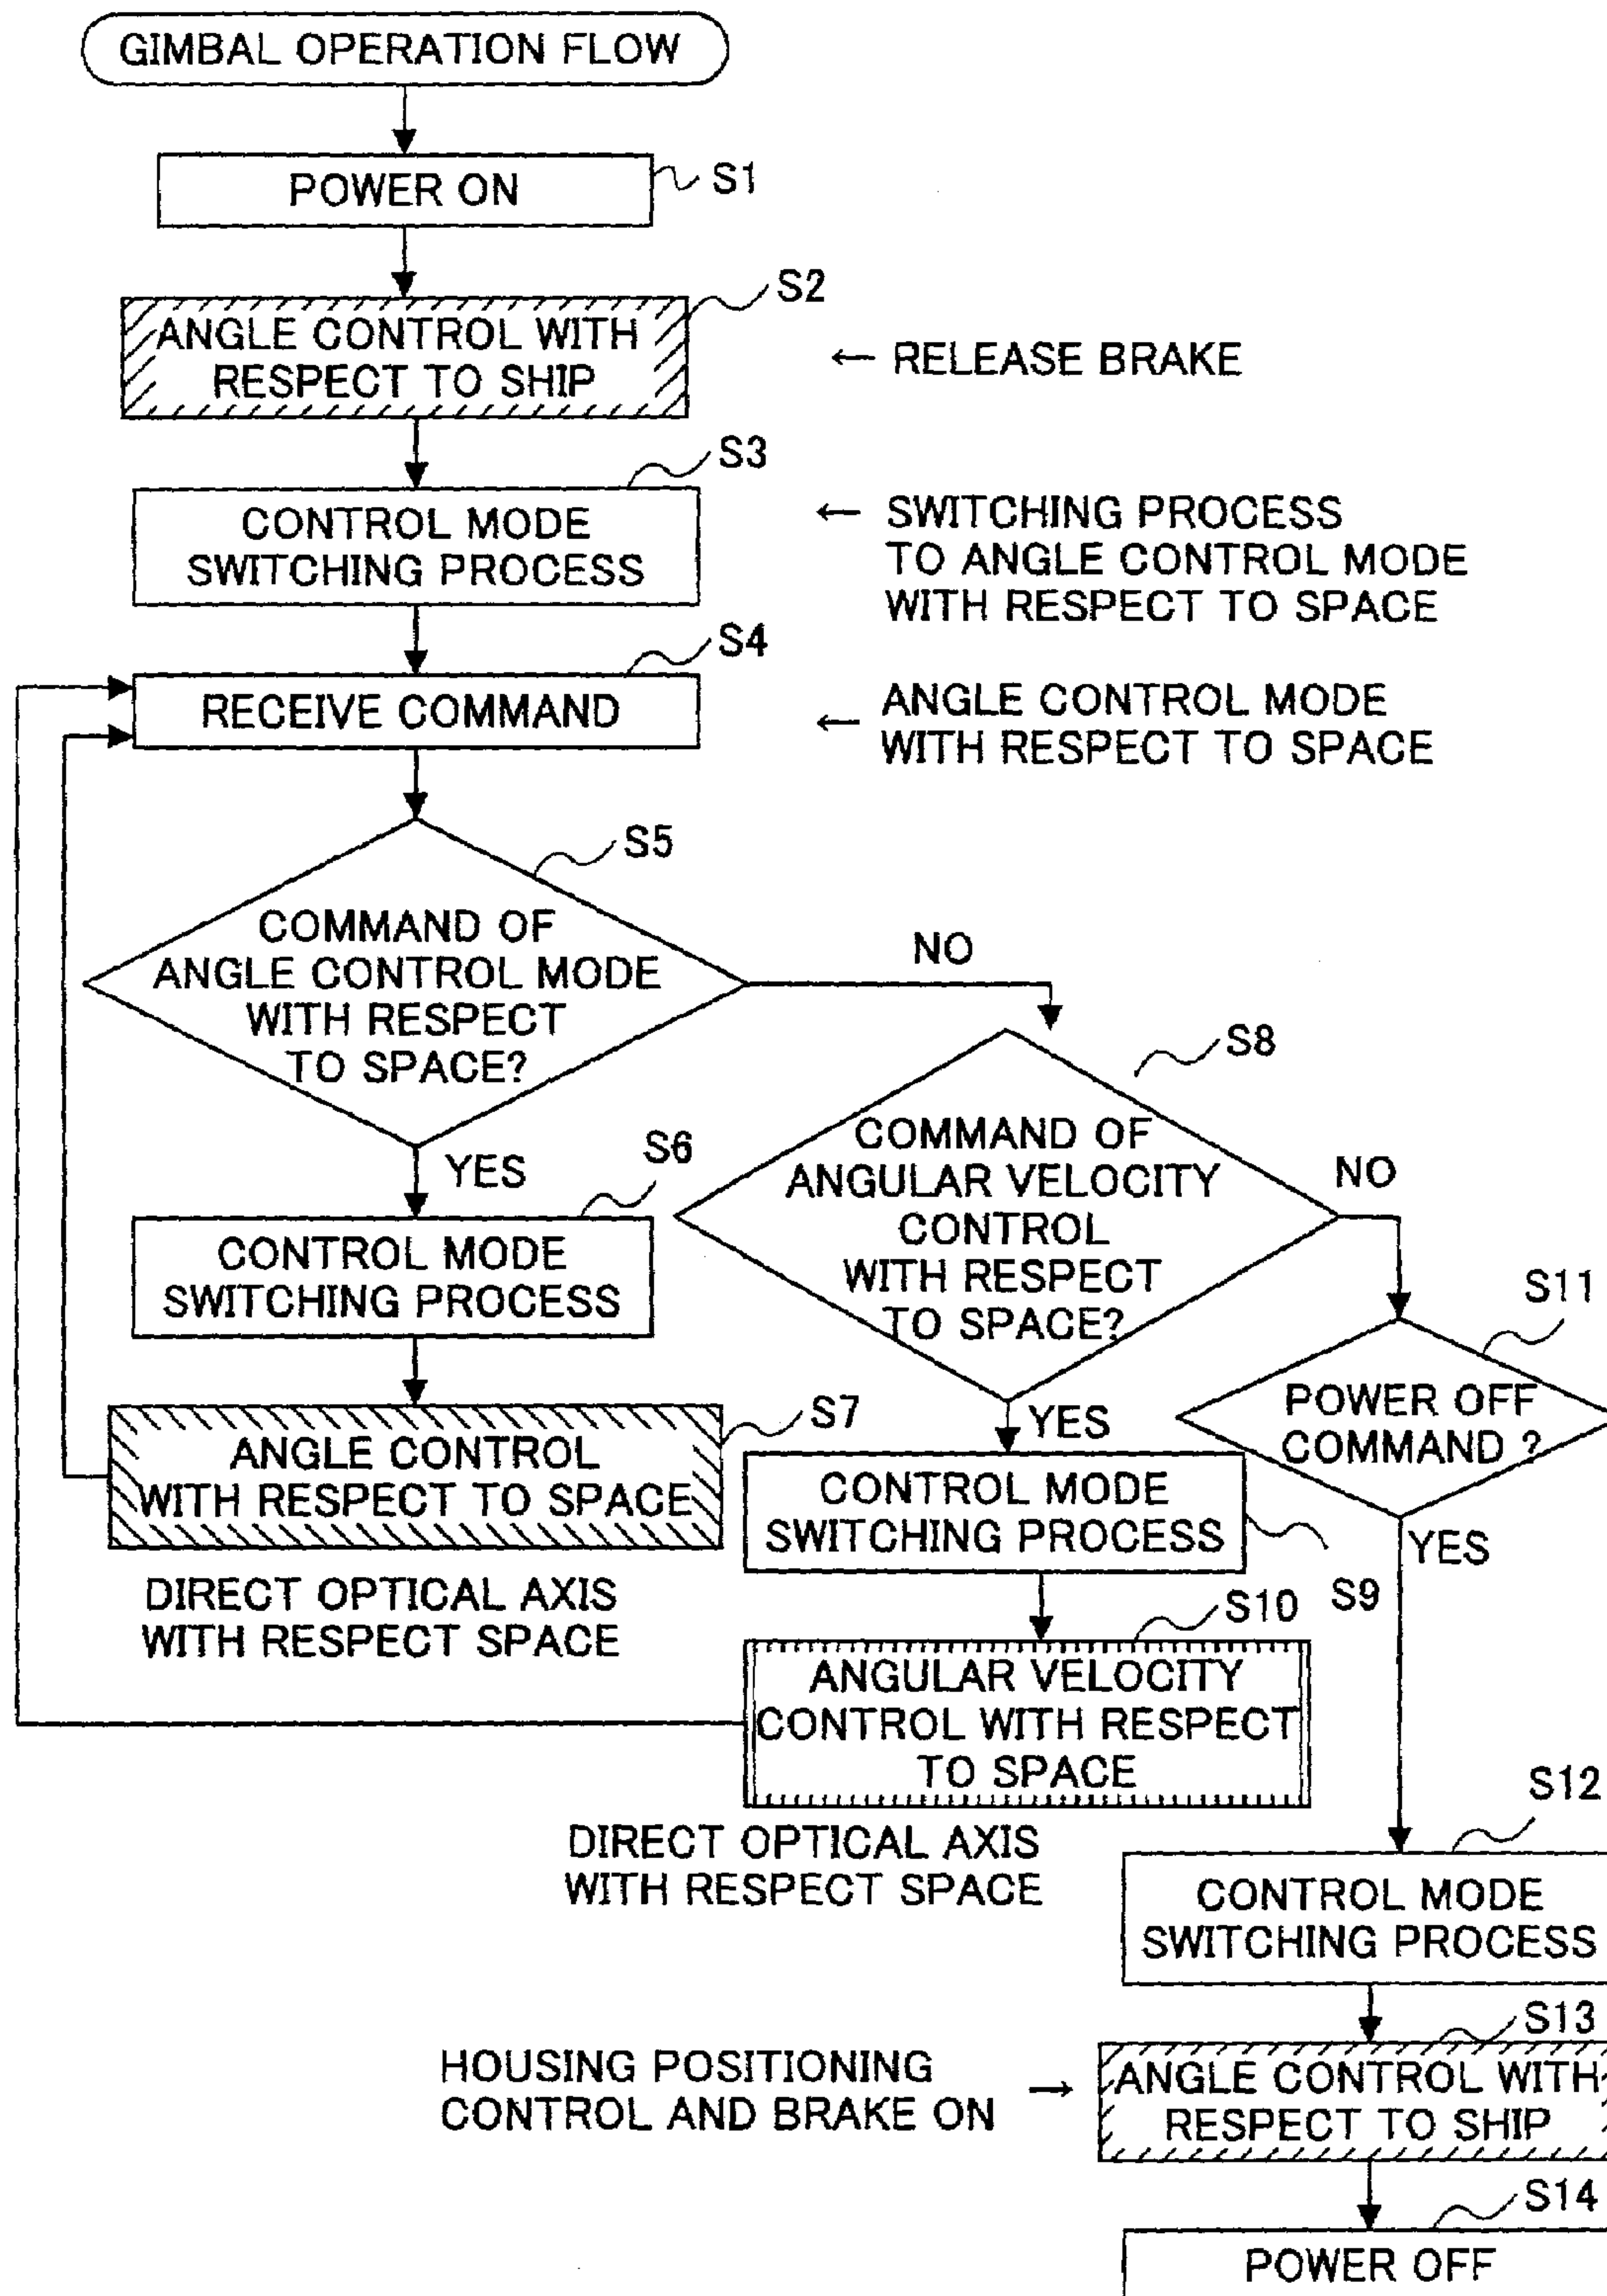 GIMBAL OPERATION FLOW
POWER ON
S1
S2
ANGLE CONTROL WITH
RESPECT TO SHIP
← RELEASE BRAKE
S3
CONTROL MODE
SWITCHING PROCESS
← SWITCHING PROCESS
TO ANGLE CONTROL MODE
WITH RESPECT TO SPACE
S4
RECEIVE COMMAND
← ANGLE CONTROL MODE
WITH RESPECT TO SPACE
S5
COMMAND OF
ANGLE CONTROL MODE
WITH RESPECT
TO SPACE?
NO
YES
S6
CONTROL MODE
SWITCHING PROCESS
S7
ANGLE CONTROL
WITH RESPECT TO SPACE
DIRECT OPTICAL AXIS
WITH RESPECT SPACE
S8
COMMAND OF
ANGULAR VELOCITY
CONTROL
WITH RESPECT
TO SPACE?
NO
YES
CONTROL MODE
SWITCHING PROCESS
S9
S10
ANGULAR VELOCITY
CONTROL WITH RESPECT
TO SPACE
DIRECT OPTICAL AXIS
WITH RESPECT SPACE
S11
POWER OFF
COMMAND ?
YES
S12
CONTROL MODE
SWITCHING PROCESS
S13
HOUSING POSITIONING →
CONTROL AND BRAKE ON
ANGLE CONTROL WITH
RESPECT TO SHIP
S14
POWER OFF